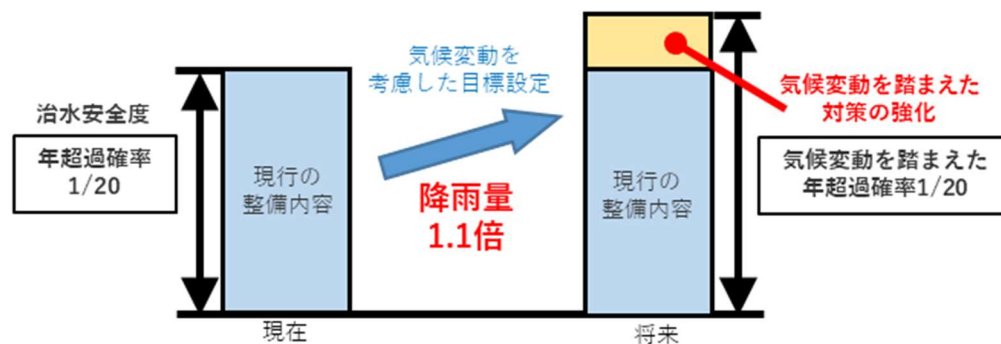 治水安全度
年超過確率
1/20
現行の
整備内容
現在
気候変動を
考慮した目標設定
降雨量
1.1倍
現行の
整備内容
将来
気候変動を踏まえた
対策の強化
気候変動を踏まえた
年超過確率1/20